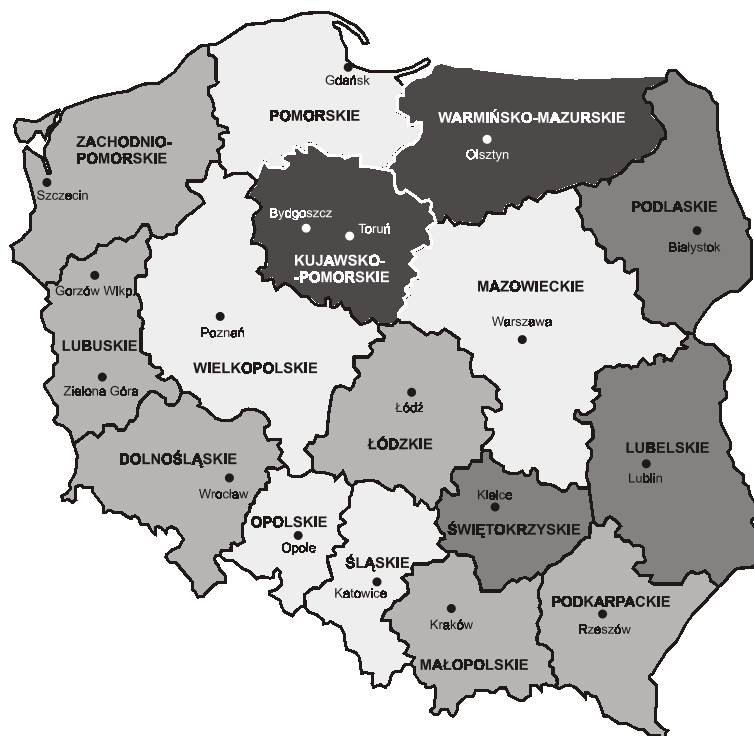 Gdańsk
POMORSKIE
WARMIŃSKO-MAZURSKIE
Olsztyn
ZACHODNIO-
POMORSKIE
Szczecin
PODLASKIE
Białystok
Bydgoszcz
Toruń
KUJAWSKO-
-POMORSKIE
Gorzów Wlkp.
LUBUSKIE
Zielona Góra
Poznań
WIELKOPOLSKIE
MAZOWIECKIE
Warszawa
Łódź
ŁÓDZKIE
DOLNOŚLĄSKIE
Wrocław
LUBELSKIE
Lublin
OPOLSKIE
Opole
Kielce
ŚWIĘTOKRZYSKIE
ŚLĄSKIE
Katowice
Kraków
MAŁOPOLSKIE
PODKARPACKIE
Rzeszów